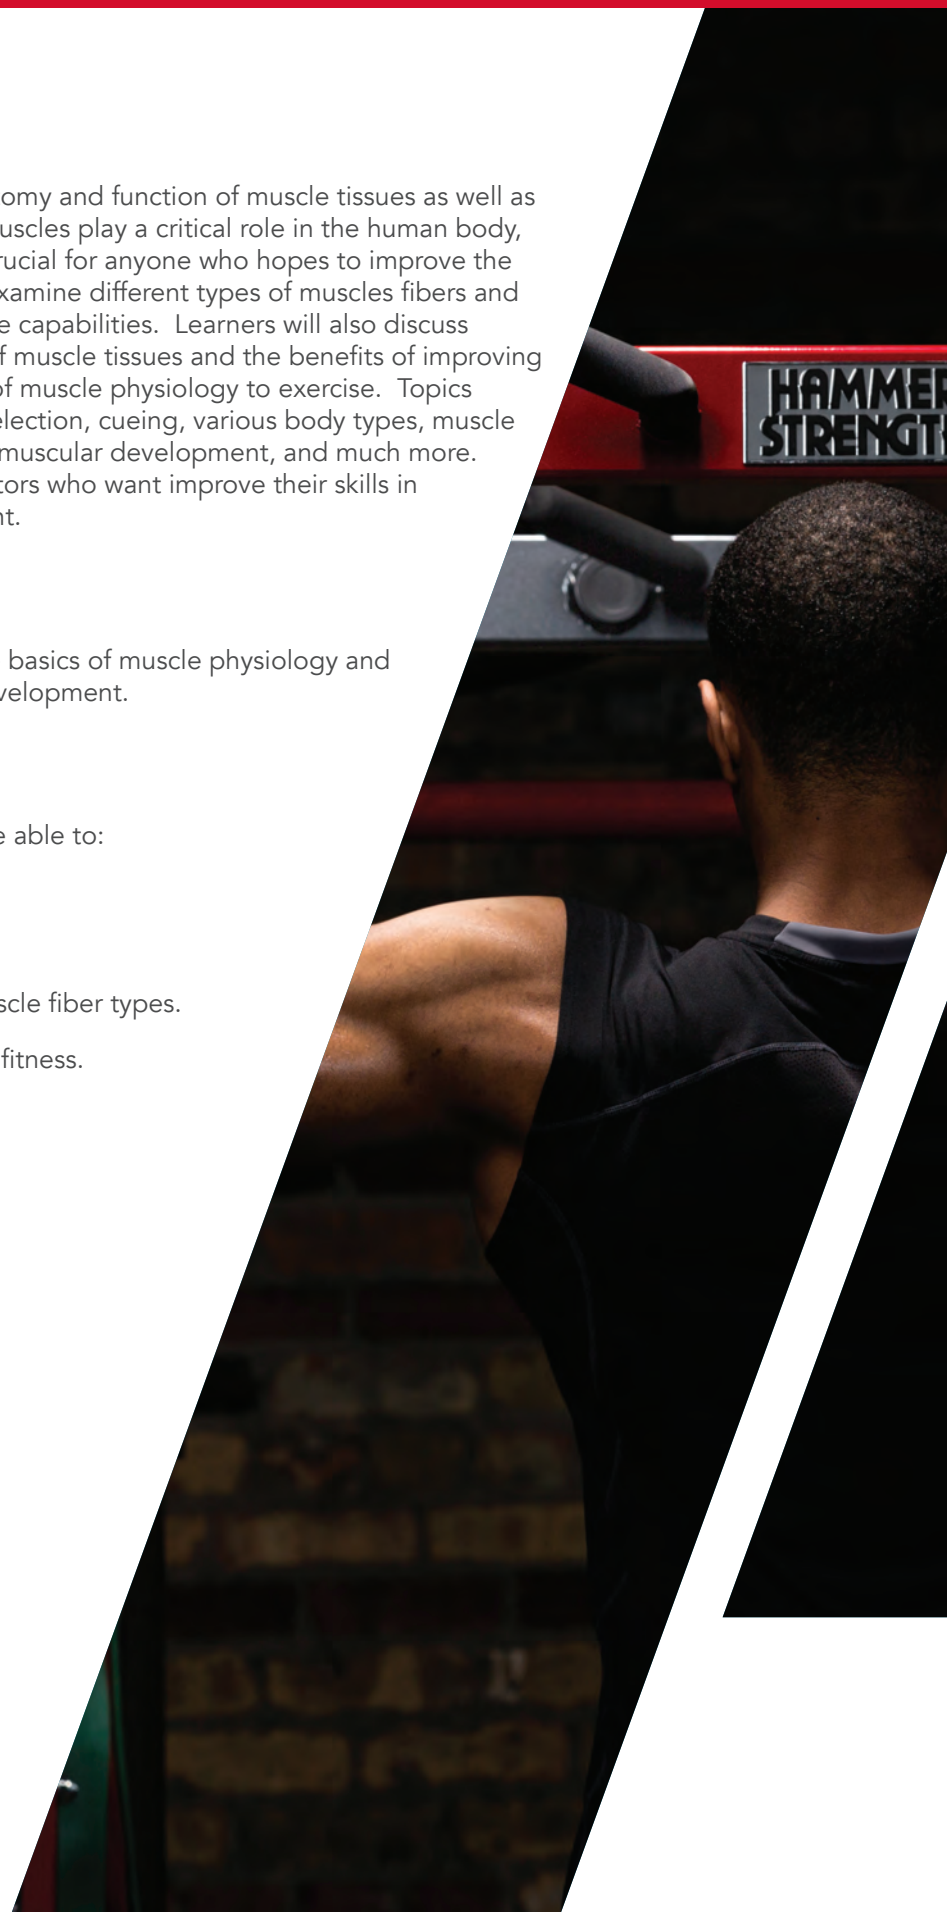 omy and function of muscle tissues as well as
uscles play a critical role in the human body,
rucial for anyone who hopes to improve the
xamine different types of muscles fibers and
e capabilities.  Learners will also discuss
f muscle tissues and the benefits of improving
of muscle physiology to exercise.  Topics
election, cueing, various body types, muscle
muscular development, and much more.
tors who want improve their skills in
nt.
basics of muscle physiology and
velopment.
e able to:
scle fiber types.
fitness.
HAMMER
STRENGT